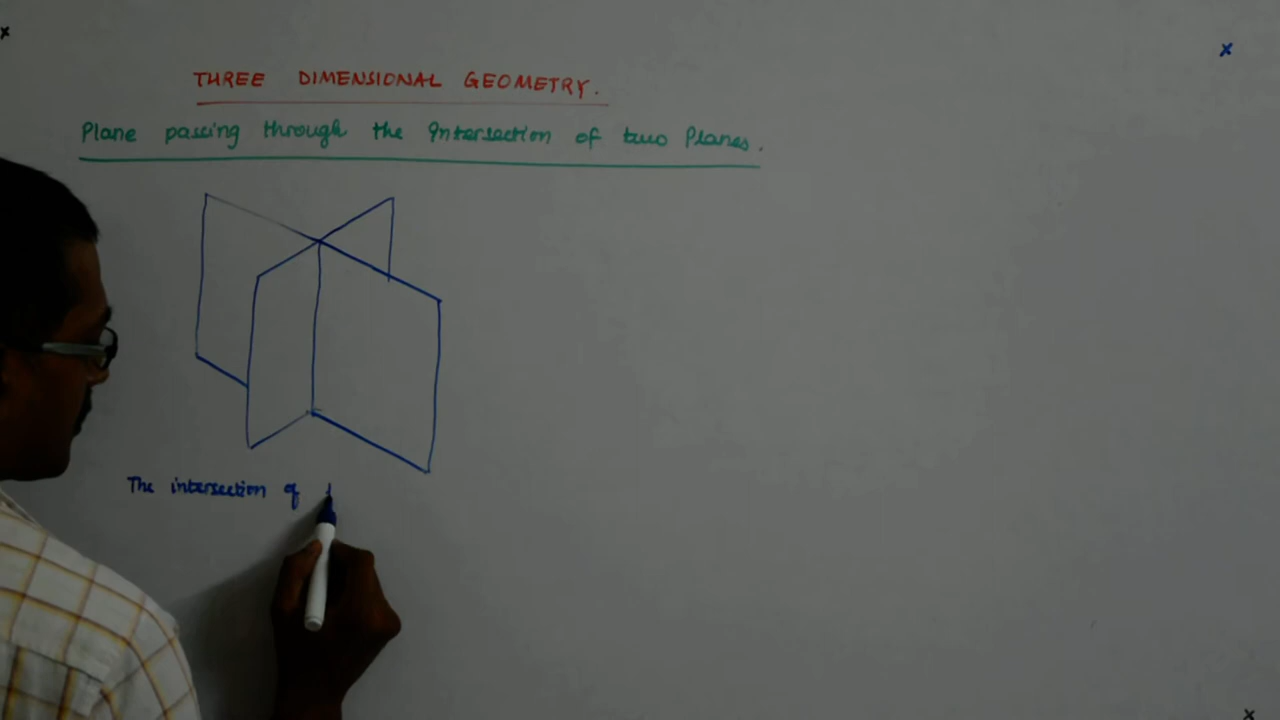 THREE DIMENSIONAL GEOMETRY.
Plane passing through the Intersection of two Planes.
The intersection of